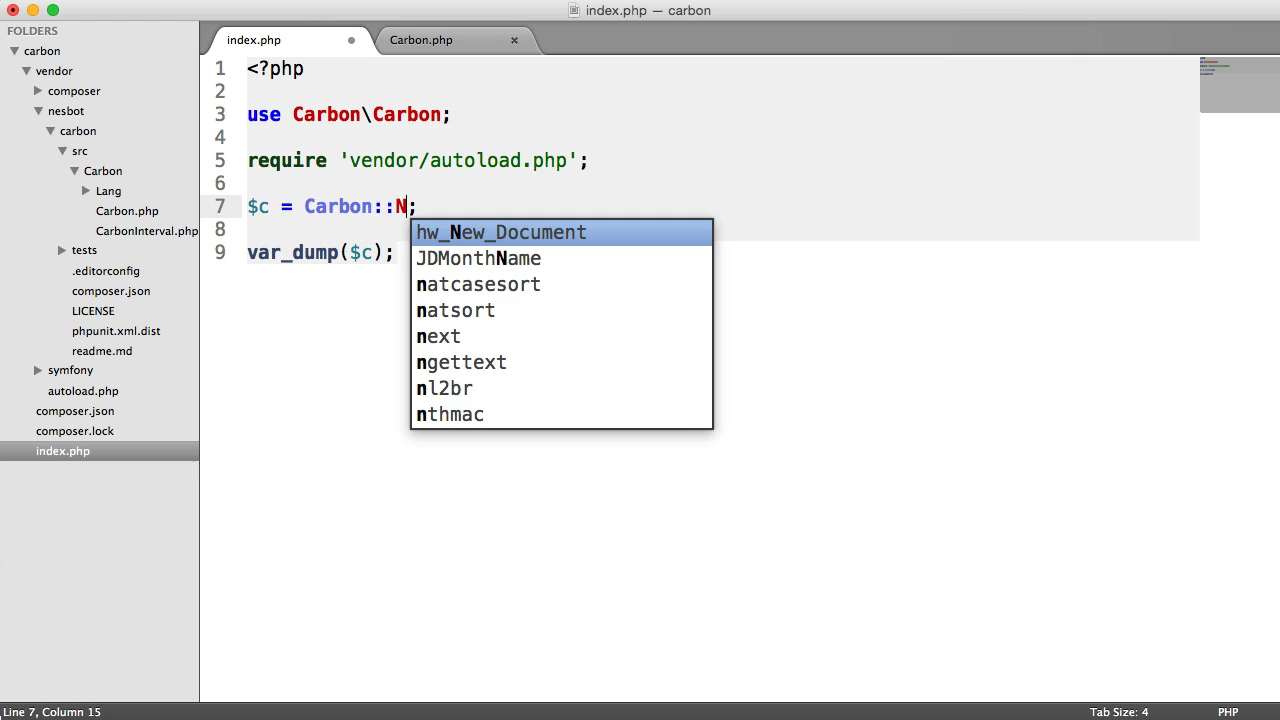 index.php — carbon
FOLDERS
carbon
vendor
composer
nesbot
carbon
src
Carbon
Lang
Carbon.php
CarbonInterval.php
tests
.editorconfig
composer.json
LICENSE
phpunit.xml.dist
readme.md
symfony
autoload.php
composer.json
composer.lock
index.php
index.php
Carbon.php
1 <?php
2
3 use Carbon\Carbon;
4
5 require 'vendor/autoload.php';
6
7 $c = Carbon::N;
8
9 var_dump($c);
hw_New_Document
JDMonthName
natcasesort
natsort
next
ngettext
nl2br
nthmac
Line 7, Column 15
Tab Size: 4
PHP